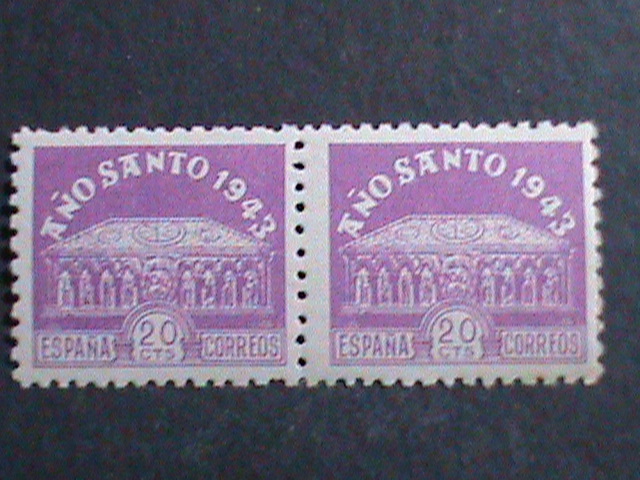 AÑO SANTO 1943
20
CTS
ESPAÑA CORREOS
AÑO SANTO 1943
20
CTS
ESPAÑA CORREOS